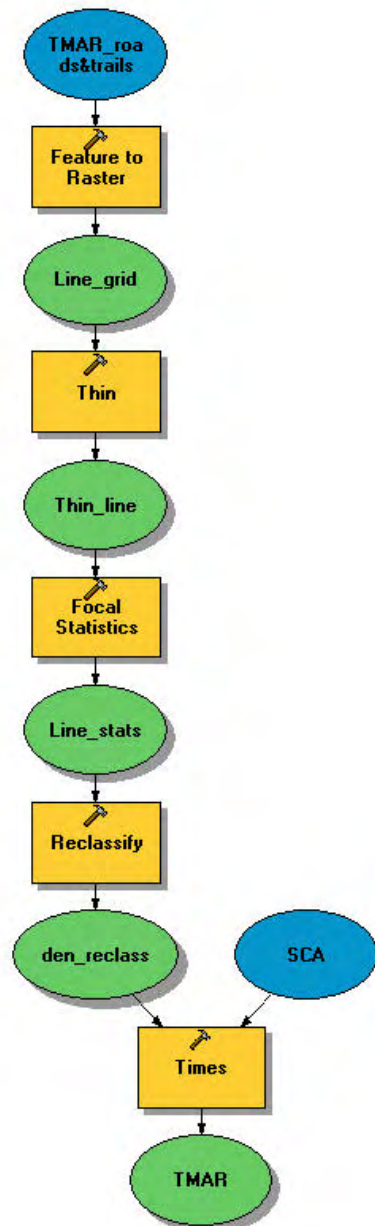 TMAR_roa
ds&trails
Feature to
Raster
Line_grid
Thin
Thin_line
Focal
Statistics
Line_stats
Reclassify
den_reclass
SCA
Times
TMAR